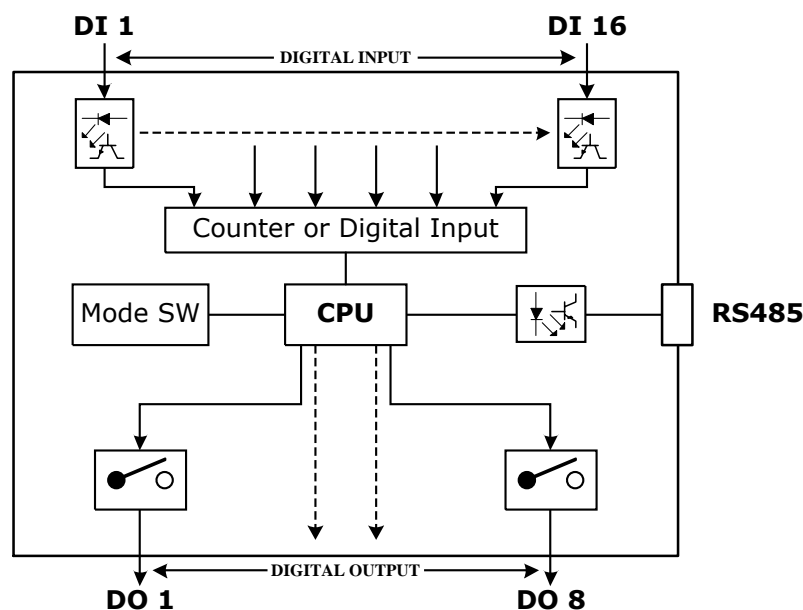 DI 1
DI 16
DIGITAL INPUT
Counter or Digital Input
Mode SW
CPU
RS485
DIGITAL OUTPUT
DO 1
DO 8